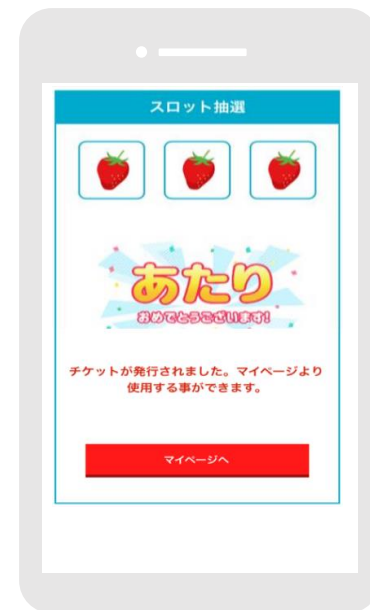 スロット抽選
あたり
おめでとうございます!
チケットが発行されました。マイページより
使用する事ができます。
マイページへ